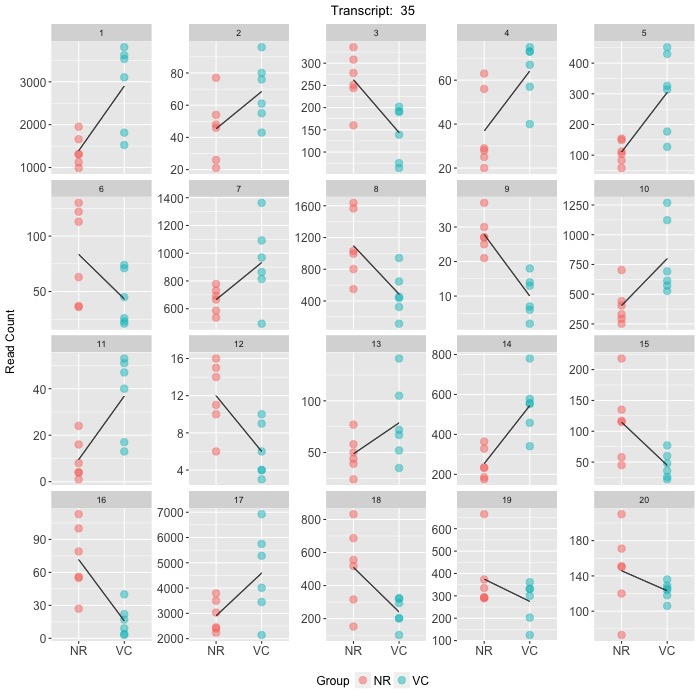 Transcript: 35
1 2 3 4 5
3000 2000 1000
80 60 40 20
300 250 200 150 100
60 40 20
400 300 200 100
6 7 8 9 10
100 50
1400 1200 1000 800 600
1600 1200 800 400
30 20 10
1250 1000 750 500 250
Read Count
11 12 13 14 15
40 20 0
16 12 8 4
100 50
800 600 400 200
200 150 100 50
16 17 18 19 20
90 60 30 0
7000 6000 5000 4000 3000 2000
800 600 400 200
600 500 400 300 200 100
180 140 100
NR VC NR VC NR VC NR VC NR VC
Group NR VC